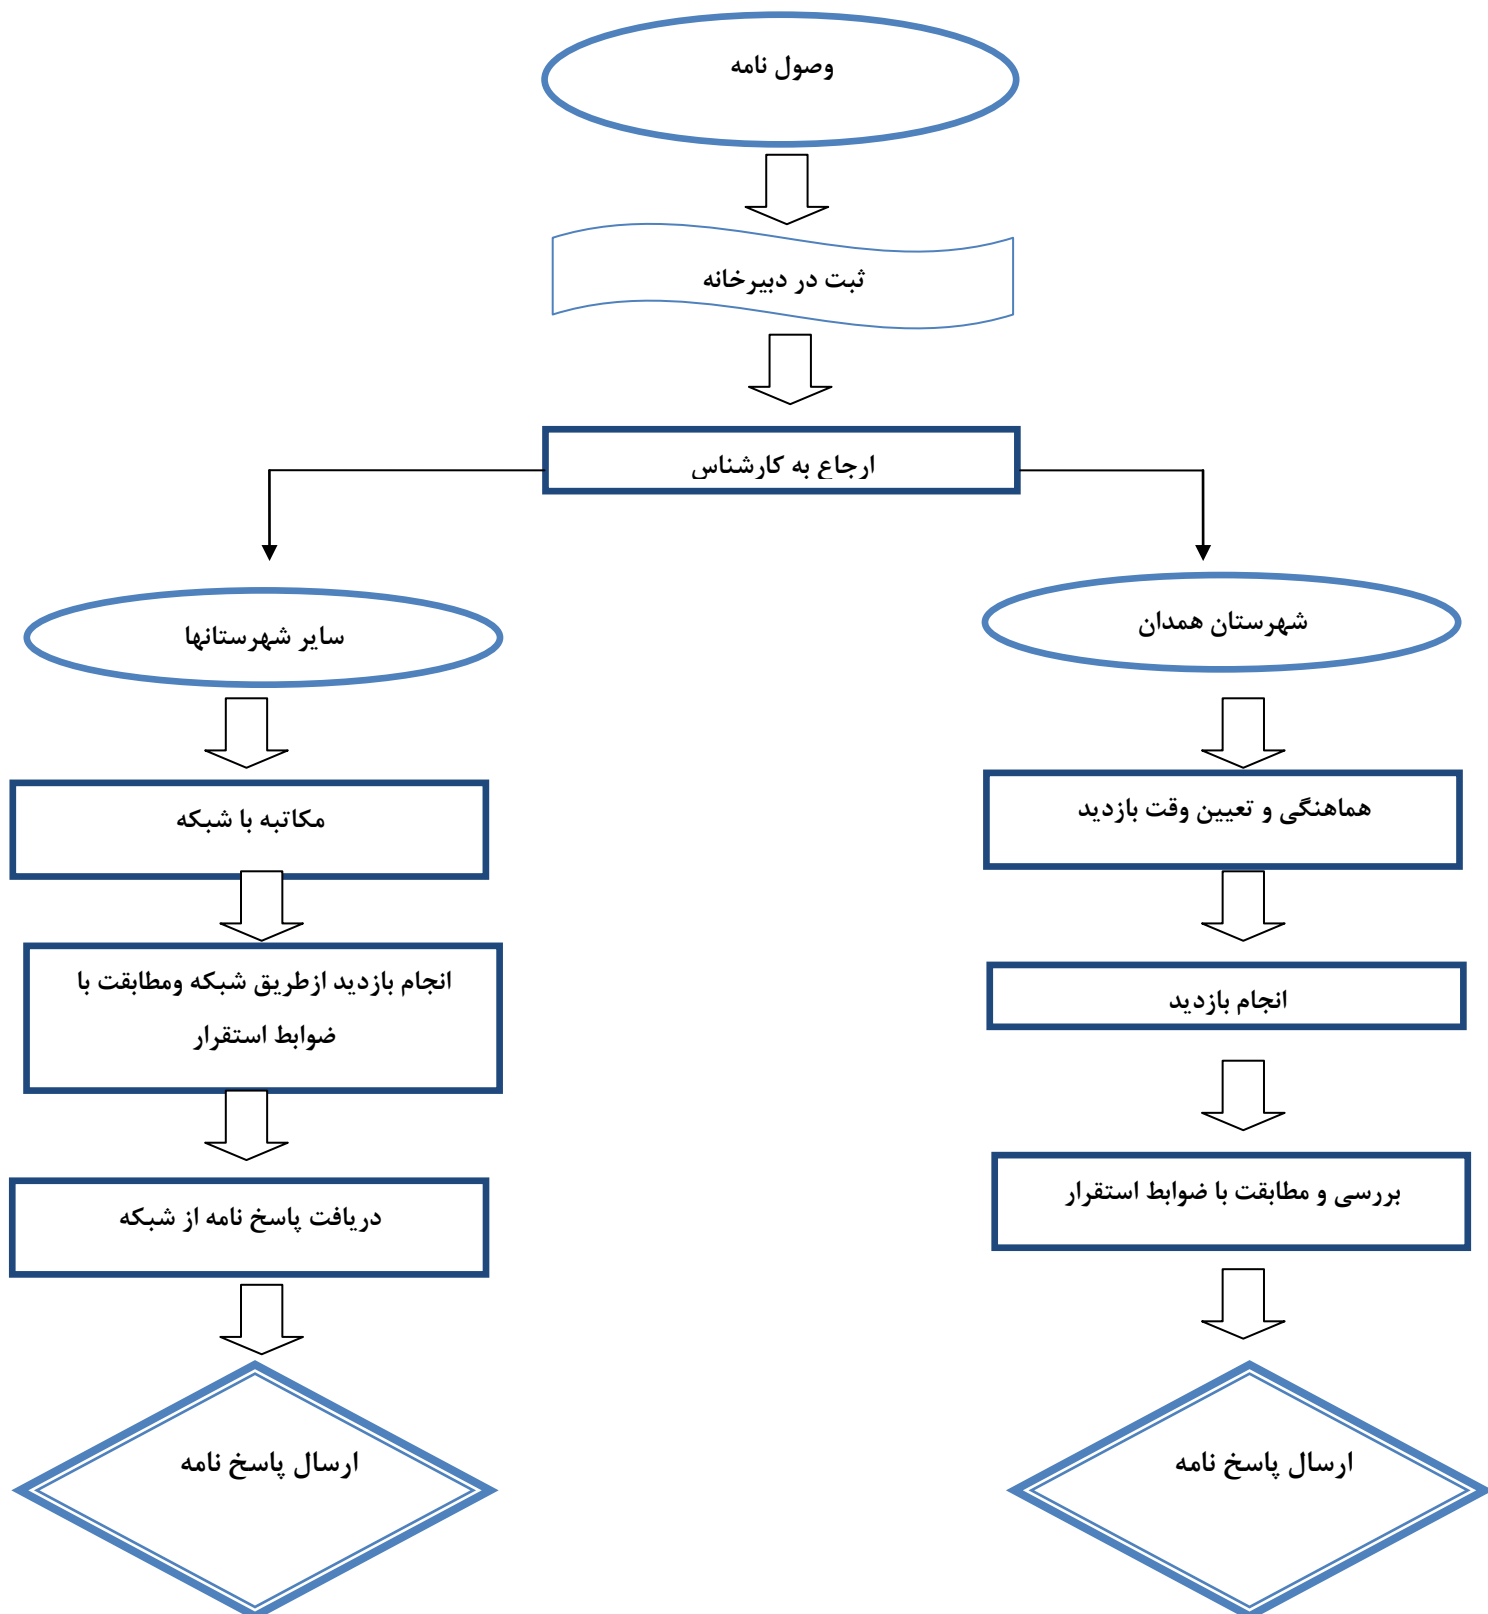 وصول نامه
ثبت در دبیرخانه
ارجاع به کارشناس
شهرستان همدان
هماهنگی و تعیین وقت بازدید
انجام بازدید
بررسی و مطابقت با ضوابط استقرار
ارسال پاسخ نامه
سایر شهرستانها
مکاتبه با شبکه
انجام بازدید ازطریق شبکه ومطابقت با
ضوابط استقرار
دریافت پاسخ نامه از شبکه
ارسال پاسخ نامه